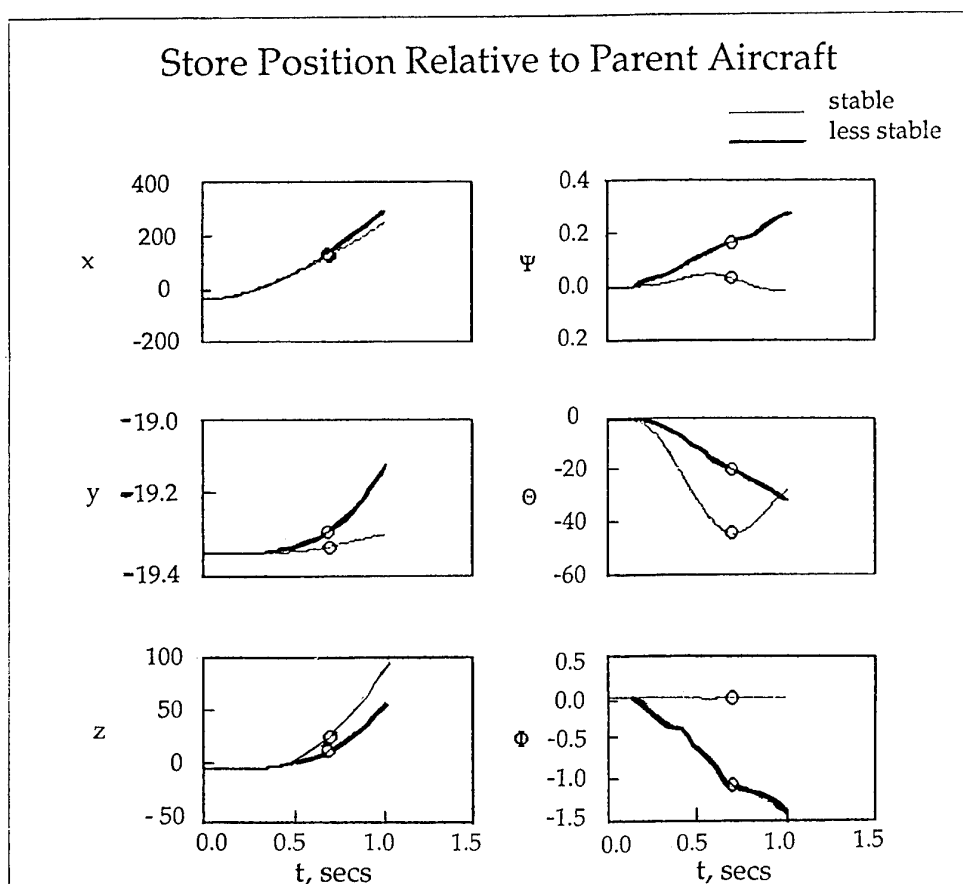 Store Position Relative to Parent Aircraft
stable
less stable
400
200
0
-200
x
0.4
0.2
0.0
0.2
Ψ
-19.0
-19.2
-19.4
y
0
-20
-40
-60
Θ
100
50
0
-50
z
0.0 0.5 1.0 1.5
t, secs
0.5
0.0
-0.5
-1.0
-1.5
Φ
0.0 0.5 1.0 1.5
t, secs